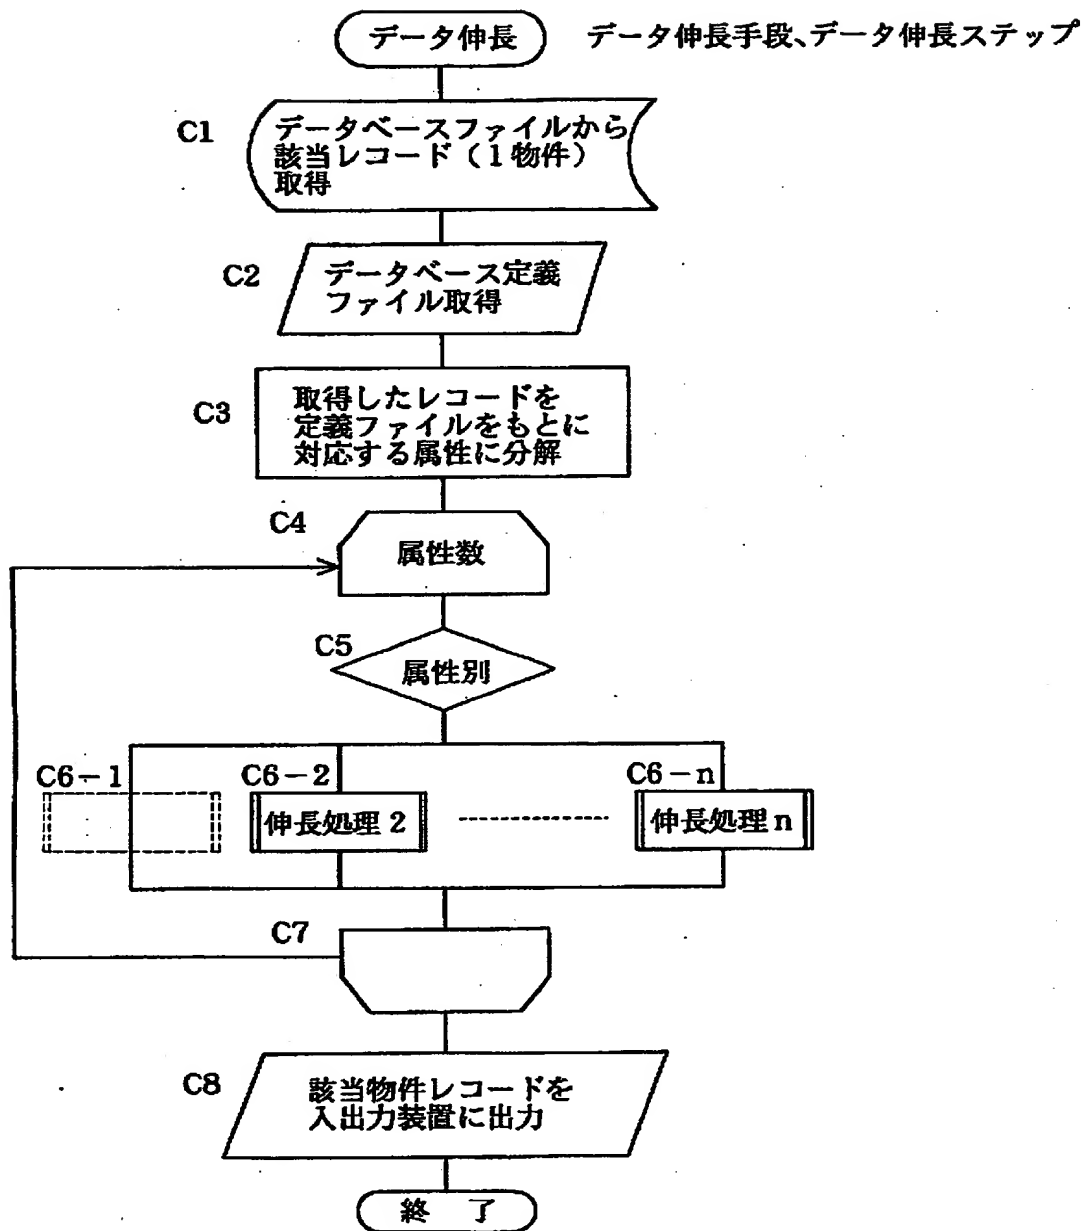 データ伸長
データ伸長手段、データ伸長ステップ
C1
データベースファイルから
該当レコード（1物件）
取得
C2
データベース定義
ファイル取得
C3
取得したレコードを
定義ファイルをもとに
対応する属性に分解
C4
属性数
C5
属性別
C6－1
C6－2
C6－n
伸長処理2
伸長処理n
C7
C8
該当物件レコードを
入出力装置に出力
終 了